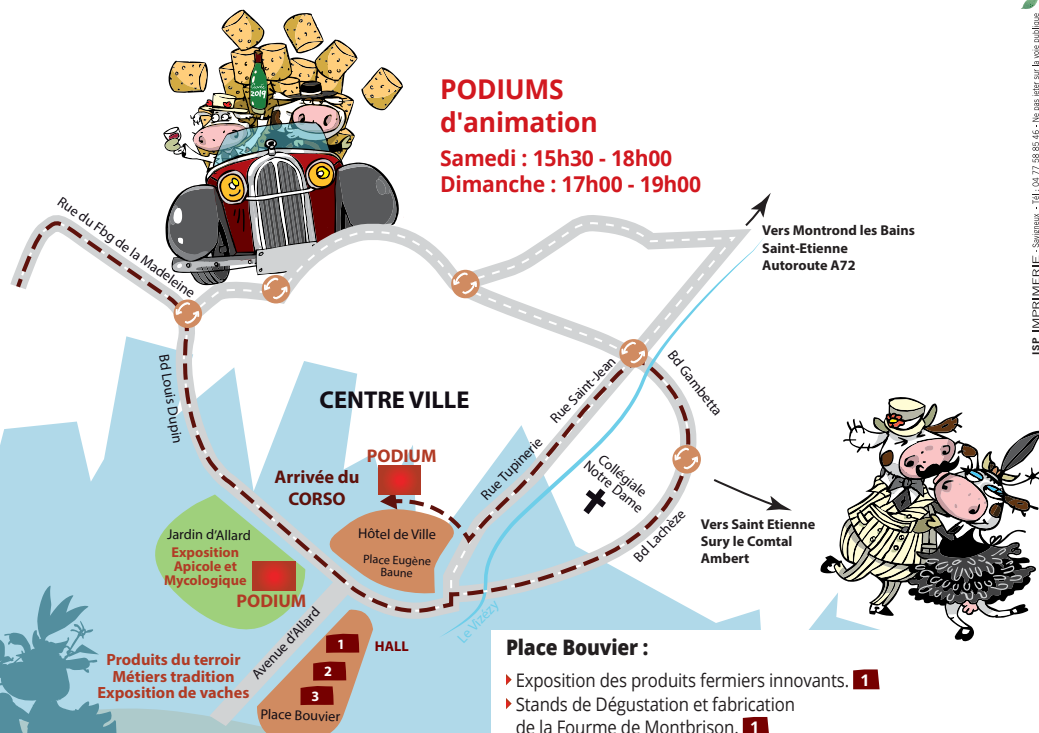 PODIUMS
d'animation
Samedi : 15h30 - 18h00
Dimanche : 17h00 - 19h00
2019
Rue du Fbg de la Madeleine
Vers Montrond les Bains
Saint-Etienne
Autoroute A72
ISP IMPRIMERIE - Savigneux - Tél : 04 77 58 85 46 - Ne pas jeter sur la voie publique
Bd Louis Dupin
CENTRE VILLE
Rue Saint-Jean
Bd Gambetta
Rue Tupinerie
PODIUM
Arrivée du
CORSO
Collégiale
Notre Dame
Hôtel de Ville
Place Eugène
Baune
Bd Lachèze
Vers Saint Etienne
Sury le Comtal
Ambert
Jardin d'Allard
Exposition
Apicole et
Mycologique
PODIUM
Avenue d'Allard
Le Vizézy
1
HALL
2
3
Place Bouvier
Produits du terroir
Métiers tradition
Exposition de vaches
Place Bouvier :
Exposition des produits fermiers innovants. 1
Stands de Dégustation et fabrication
de la Fourme de Montbrison. 1